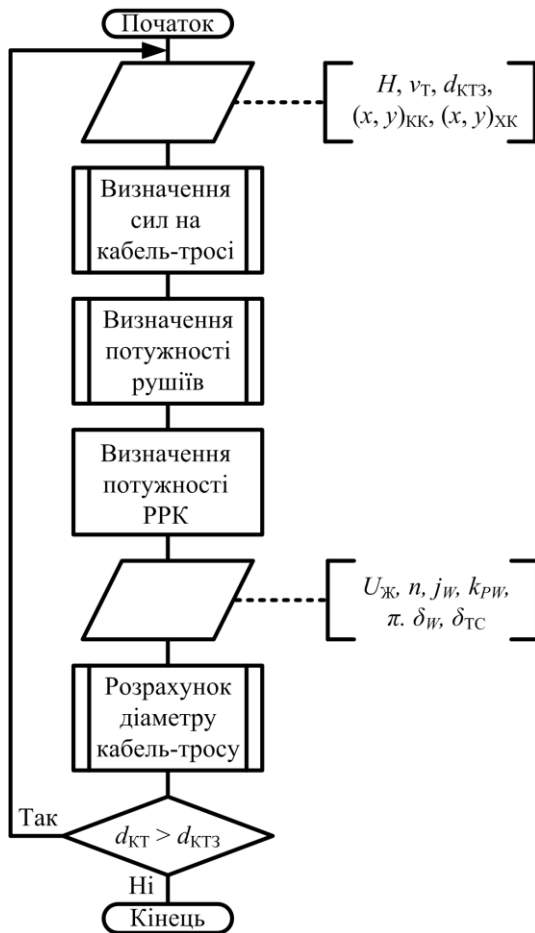 Початок
H, vТ, dКТЗ,
(x, y)КК, (x, y)ХК
Визначення
сил на
кабель-тросі
Визначення
потужності
рушіїв
Визначення
потужності
РРК
UЖ, n, jW, kPW,
π. δW, δТС
Розрахунок
діаметру
кабель-тросу
Так
dКТ > dКТЗ
Ні
Кінець